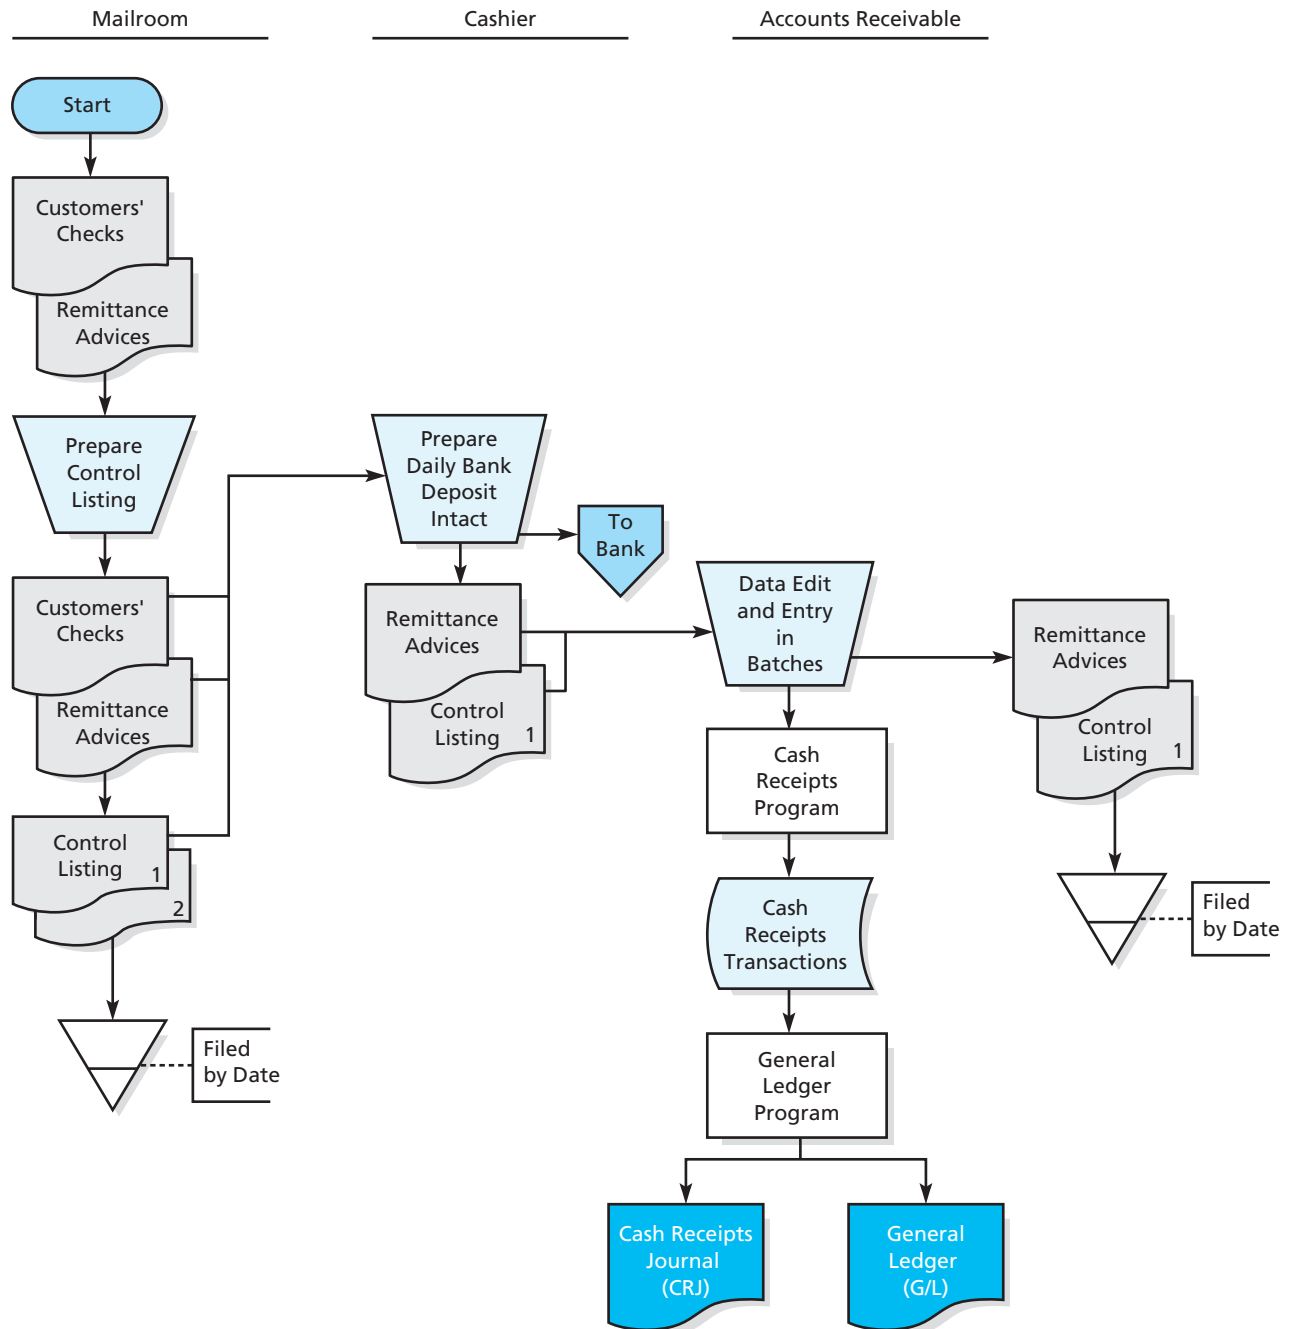 Mailroom
Cashier
Accounts Receivable
Start
Customers'
Checks
Remittance
Advices
Prepare
Control
Listing
Customers'
Checks
Remittance
Advices
Control
Listing
1
2
Filed
by Date
Prepare
Daily Bank
Deposit
Intact
To
Bank
Remittance
Advices
Control
Listing
1
Data Edit
and Entry
in
Batches
Cash
Receipts
Program
Cash
Receipts
Transactions
General
Ledger
Program
Cash Receipts
Journal
(CRJ)
General
Ledger
(G/L)
Remittance
Advices
Control
Listing
1
Filed
by Date